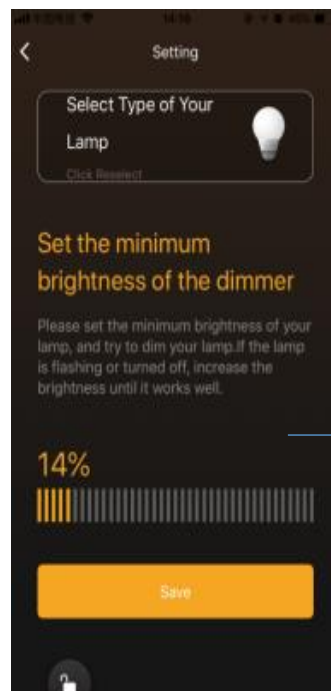 14:16
Setting
Select Type of Your
Lamp
Click Reselect
Set the minimum
brightness of the dimmer
Please set the minimum brightness of your
lamp, and try to dim your lamp.If the lamp
is flashing or turned off, increase the
brightness until it works well.
14%
Save